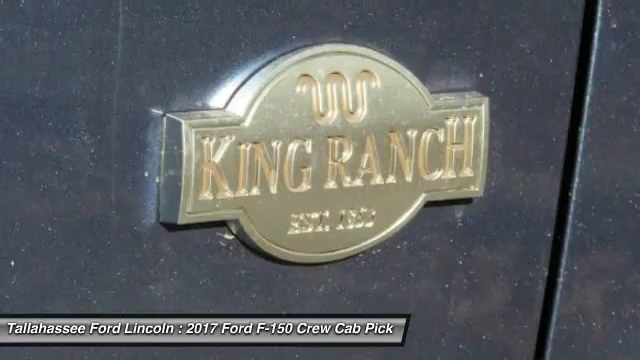 KING RANCH
EST. 1853
Tallahassee Ford Lincoln : 2017 Ford F-150 Crew Cab Pick